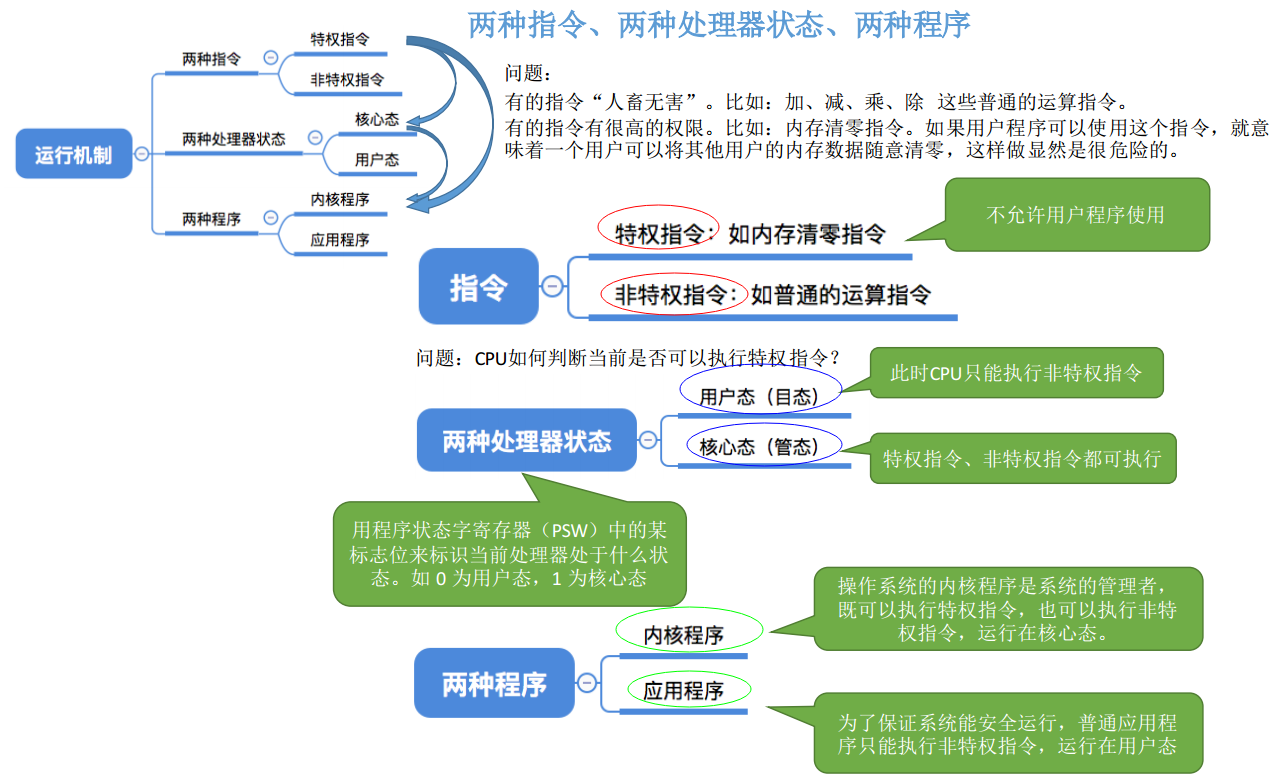 两种指令、两种处理器状态、两种程序
运行机制
两种指令
特权指令
非特权指令
两种处理器状态
核心态
用户态
两种程序
内核程序
应用程序
问题：
有的指令“人畜无害”。比如：加、减、乘、除 这些普通的运算指令。
有的指令有很高的权限。比如：内存清零指令。如果用户程序可以使用这个指令，就意
味着一个用户可以将其他用户的内存数据随意清零，这样做显然是很危险的。
指令
特权指令：如内存清零指令
不允许用户程序使用
非特权指令：如普通的运算指令
问题：CPU如何判断当前是否可以执行特权指令？
两种处理器状态
用户态（目态）
此时CPU只能执行非特权指令
核心态（管态）
特权指令、非特权指令都可执行
用程序状态字寄存器（PSW）中的某
标志位来标识当前处理器处于什么状
态。如 0 为用户态，1 为核心态
两种程序
内核程序
操作系统的内核程序是系统的管理者，
既可以执行特权指令，也可以执行非特
权指令，运行在核心态。
应用程序
为了保证系统能安全运行，普通应用程
序只能执行非特权指令，运行在用户态